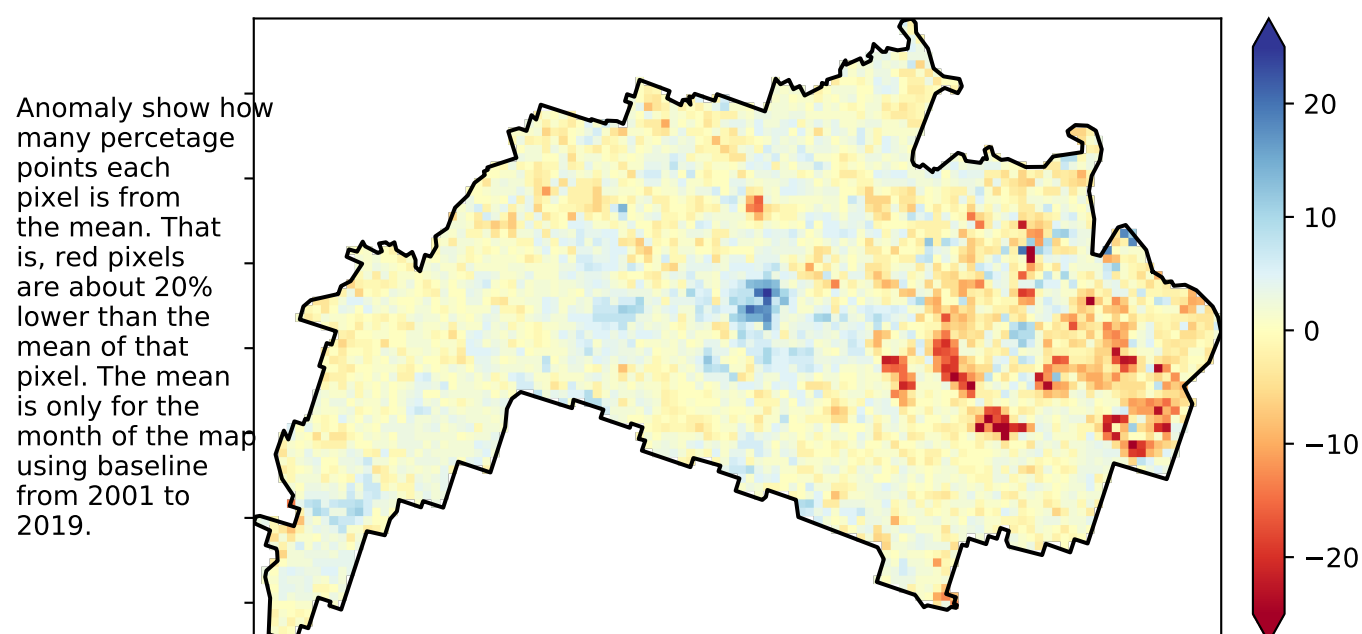 Anomaly show how
many percetage
points each
pixel is from
the mean. That
is, red pixels
are about 20%
lower than the
mean of that
pixel. The mean
is only for the
month of the map
using baseline
from 2001 to
2019.
20
10
0
−10
−20